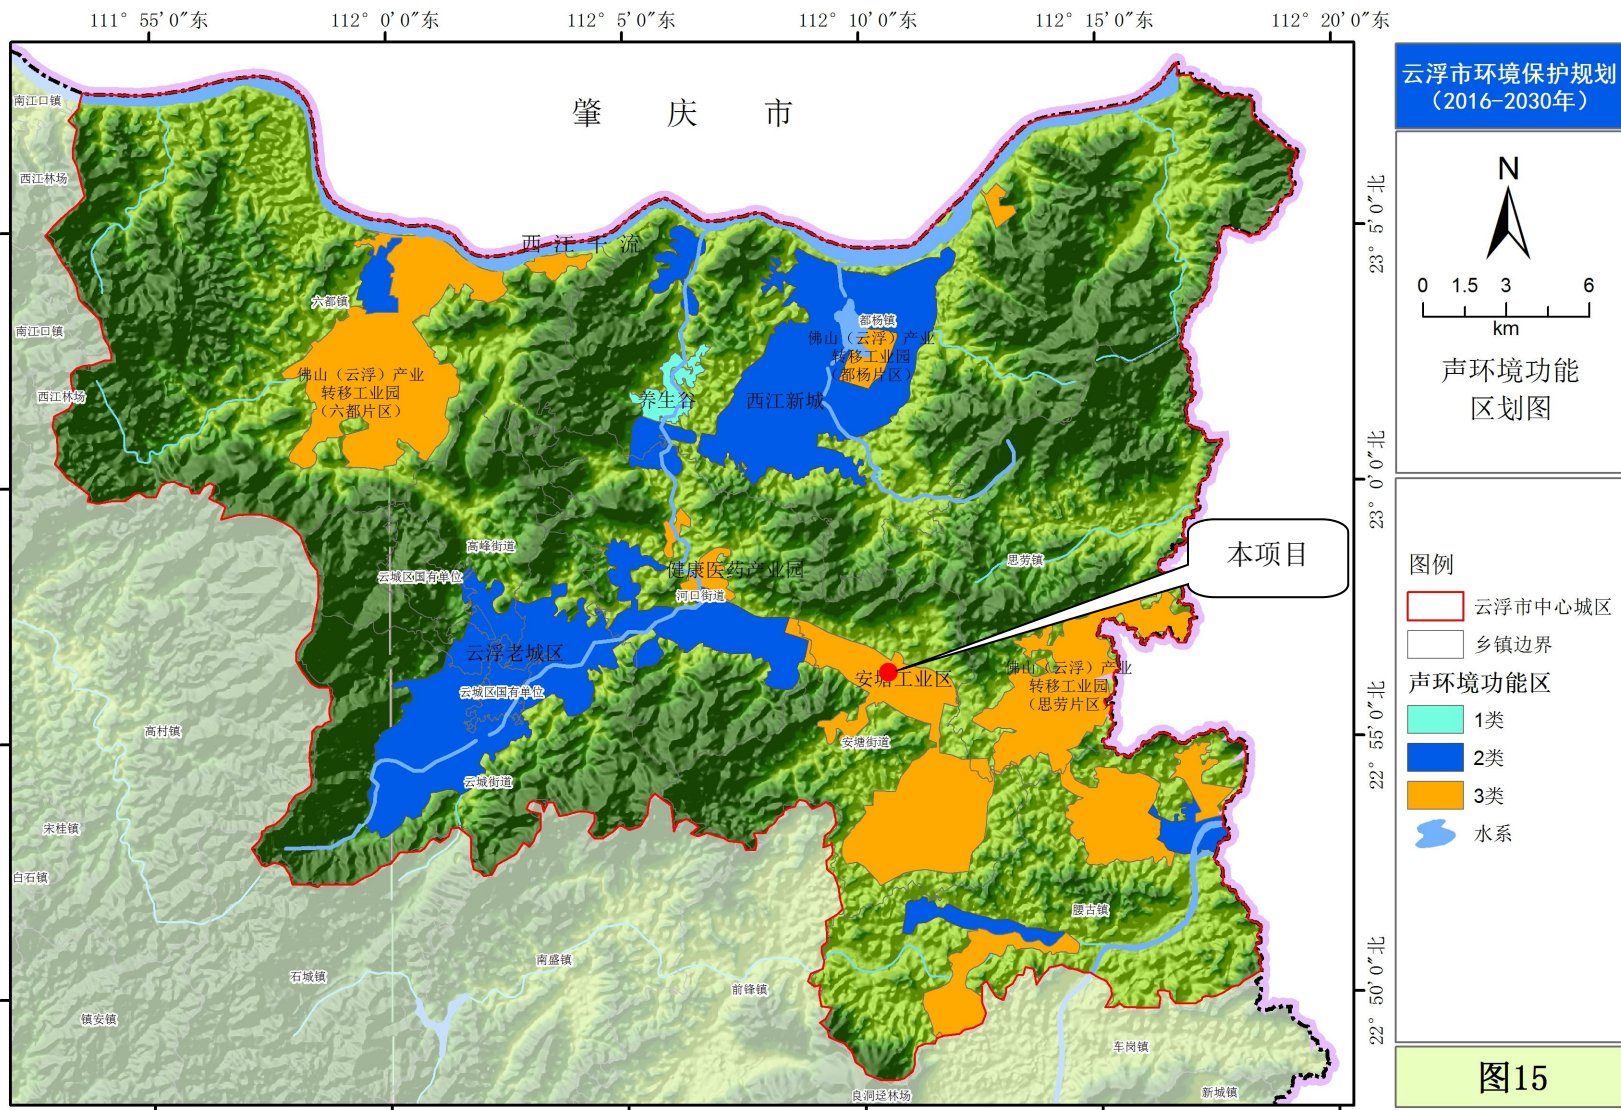 111° 55′0″东
112° 0′0″东
112° 5′0″东
112° 10′0″东
112° 15′0″东
112° 20′0″东
云浮市环境保护规划
（2016-2030年）
N
0 1.5 3 6
km
声环境功能
区划图
图例
云浮市中心城区
乡镇边界
声环境功能区
1类
2类
3类
水系
图15
23° 5′0″北
23° 0′0″北
22° 55′0″北
22° 50′0″北
肇庆市
南江口镇
西江林场
西江干流
六都镇
南江口镇
都杨镇
佛山（云浮）产业
转移工业园
（都杨片区）
佛山（云浮）产业
转移工业园
（六都片区）
西江林场
养生谷
西江新城
高峰街道
本项目
思劳镇
健康医药产业园
云城区国有单位
河口街道
云浮老城区
佛山（云浮）产业
转移工业园
（思劳片区）
安塘工业区
云城区国有单位
高村镇
安塘街道
云城街道
宋桂镇
白石镇
腰古镇
南盛镇
石城镇
前锋镇
镇安镇
车岗镇
良洞迳林场
新城镇